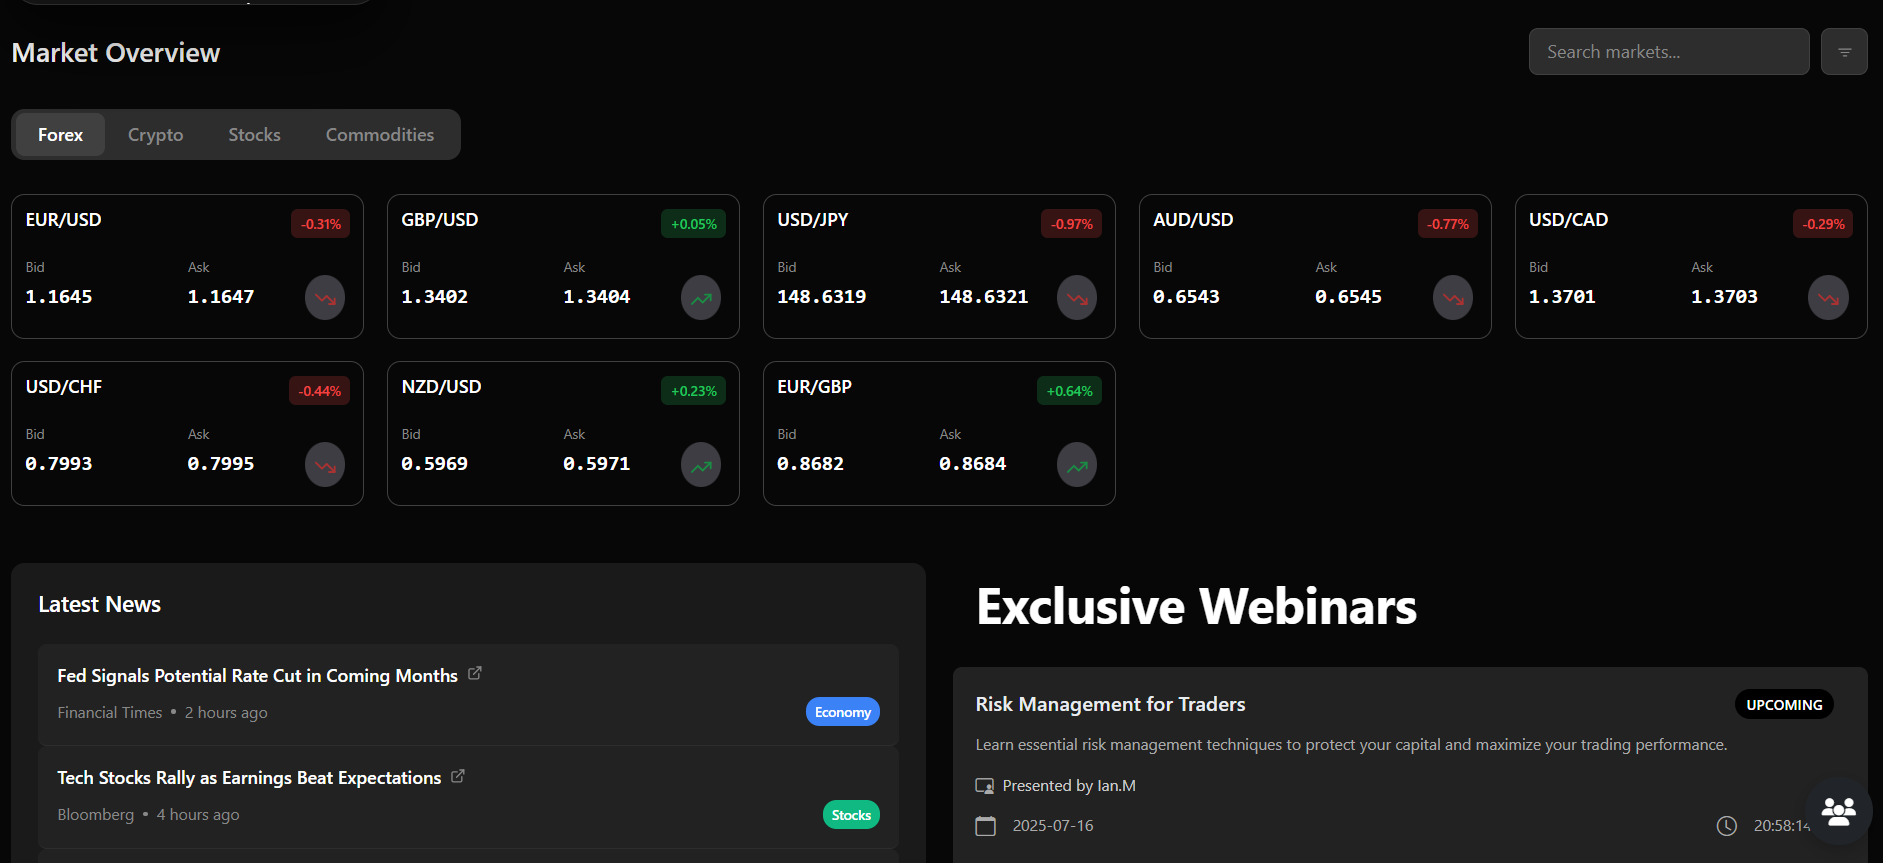 Market Overview
Search markets...
Forex Crypto Stocks Commodities
EUR/USD -0.31%
Bid Ask
1.1645 1.1647
GBP/USD +0.05%
Bid Ask
1.3402 1.3404
USD/JPY -0.97%
Bid Ask
148.6319 148.6321
AUD/USD -0.77%
Bid Ask
0.6543 0.6545
USD/CAD -0.29%
Bid Ask
1.3701 1.3703
USD/CHF -0.44%
Bid Ask
0.7993 0.7995
NZD/USD +0.23%
Bid Ask
0.5969 0.5971
EUR/GBP +0.64%
Bid Ask
0.8682 0.8684
Latest News
Fed Signals Potential Rate Cut in Coming Months
Financial Times • 2 hours ago Economy
Tech Stocks Rally as Earnings Beat Expectations
Bloomberg • 4 hours ago Stocks
Exclusive Webinars
Risk Management for Traders UPCOMING
Learn essential risk management techniques to protect your capital and maximize your trading performance.
Presented by Ian.M
2025-07-16 20:58:14